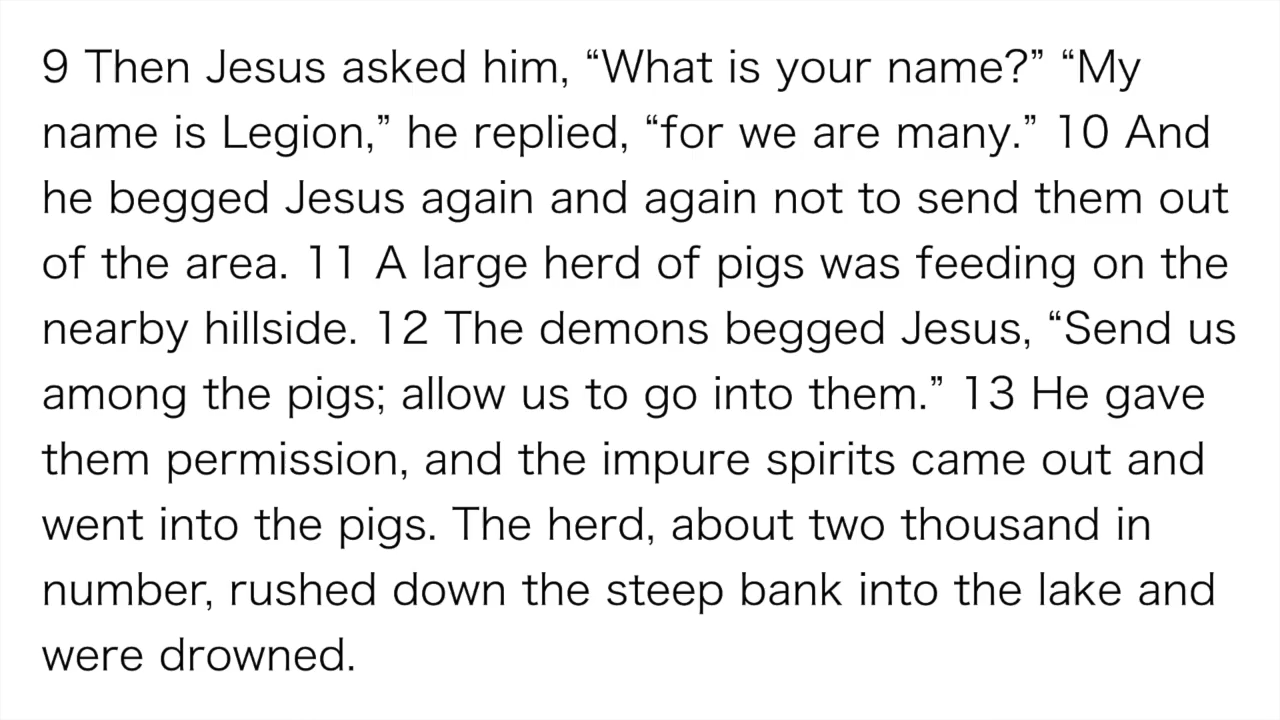 9 Then Jesus asked him, “What is your name?” “My
name is Legion,” he replied, “for we are many.” 10 And
he begged Jesus again and again not to send them out
of the area. 11 A large herd of pigs was feeding on the
nearby hillside. 12 The demons begged Jesus, “Send us
among the pigs; allow us to go into them.” 13 He gave
them permission, and the impure spirits came out and
went into the pigs. The herd, about two thousand in
number, rushed down the steep bank into the lake and
were drowned.